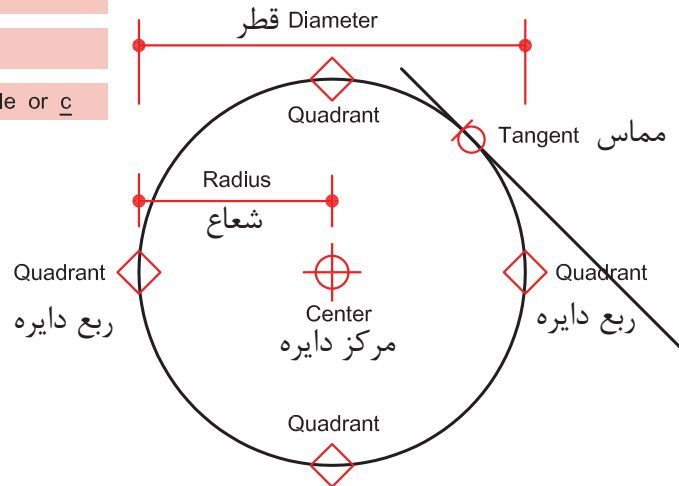 قطر Diameter
le or c
Quadrant
Tangent مماس
Radius
شعاع
Quadrant
Quadrant
Center
ربع دایره
ربع دایره
مرکز دایره
Quadrant